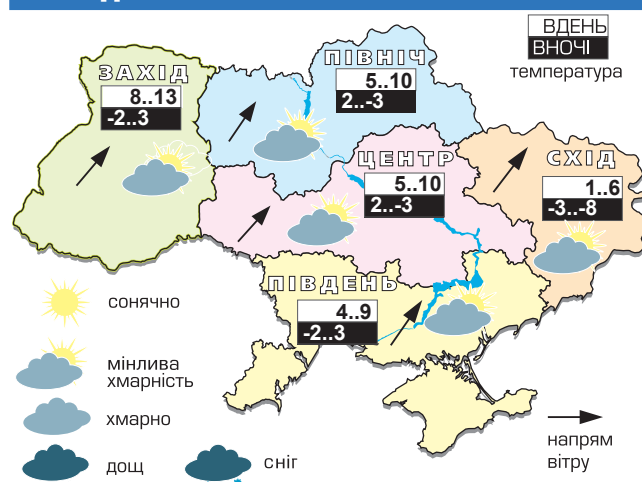 ВДЕНЬ
ВНОЧІ
температура
ЗАХІД
8..13
-2..3
ПІВНІЧ
5..10
2..-3
ЦЕНТР
5..10
2..-3
СХІД
1..6
-3..-8
ПІВДЕНЬ
4..9
-2..3
сонячно
мінлива
хмарність
хмарно
дощ
сніг
напрям
вітру